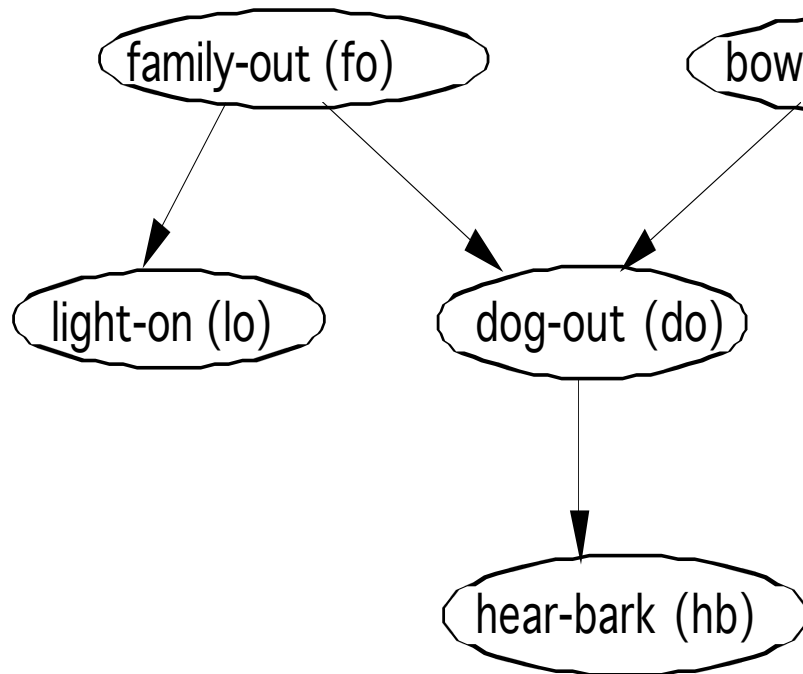 family-out (fo)
bow
light-on (lo)
dog-out (do)
hear-bark (hb)